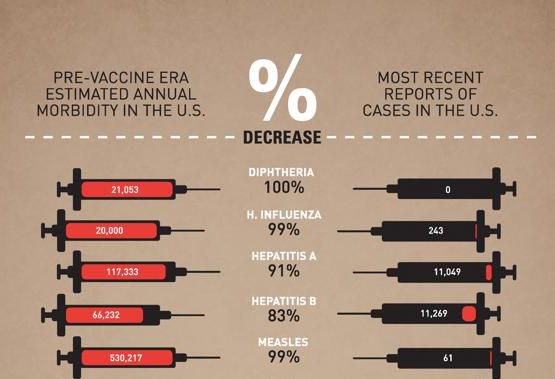 PRE-VACCINE ERA
ESTIMATED ANNUAL
MORBIDITY IN THE U.S.
%
DECREASE
MOST RECENT
REPORTS OF
CASES IN THE U.S.
DIPHTHERIA
21,053
100%
0
H. INFLUENZA
20,000
99%
243
HEPATITIS A
117,333
91%
11,049
HEPATITIS B
66,232
83%
11,269
MEASLES
530,217
99%
61